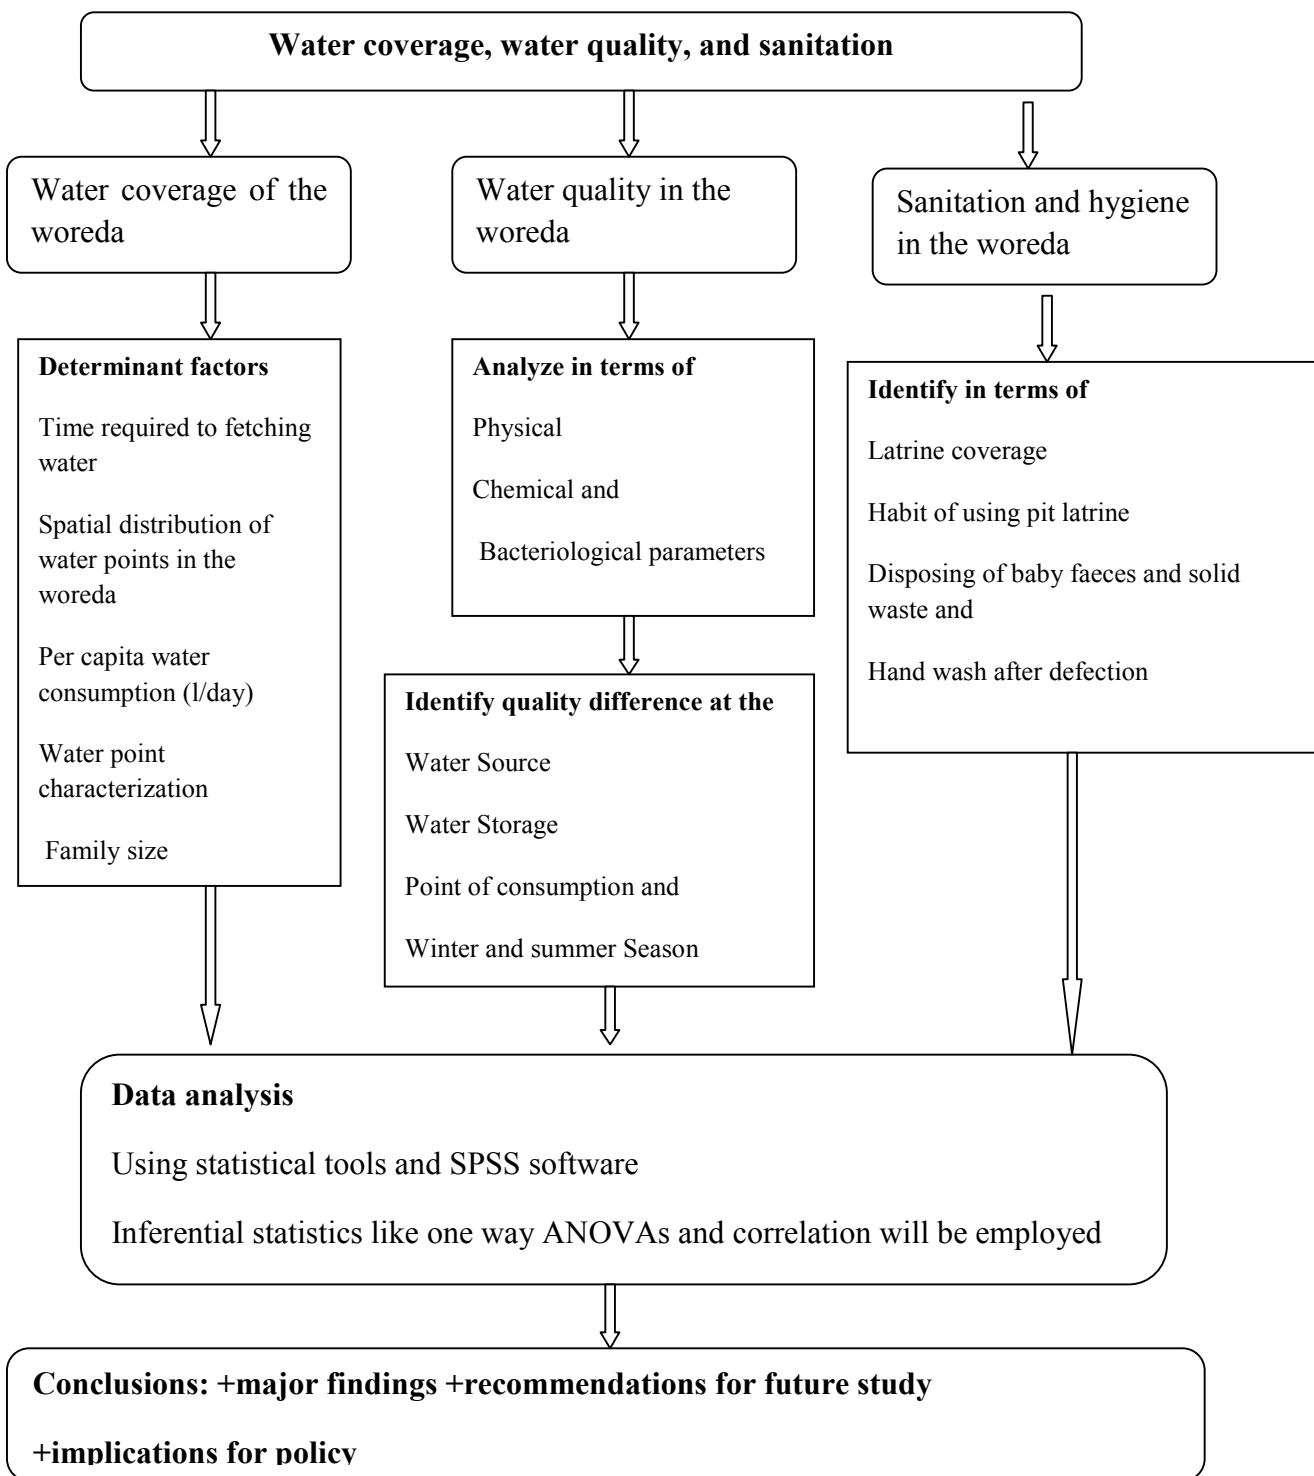 Water coverage, water quality, and sanitation
Water coverage of the
woreda
Water quality in the
woreda
Sanitation and hygiene
in the woreda
Determinant factors
Time required to fetching
water
Spatial distribution of
water points in the
woreda
Per capita water
consumption (l/day)
Water point
characterization
Family size
Analyze in terms of
Physical
Chemical and
Bacteriological parameters
Identify quality difference at the
Water Source
Water Storage
Point of consumption and
Winter and summer Season
Identify in terms of
Latrine coverage
Habit of using pit latrine
Disposing of baby faeces and solid
waste and
Hand wash after defection
Data analysis
Using statistical tools and SPSS software
Inferential statistics like one way ANOVAs and correlation will be employed
Conclusions: +major findings +recommendations for future study
+implications for policy